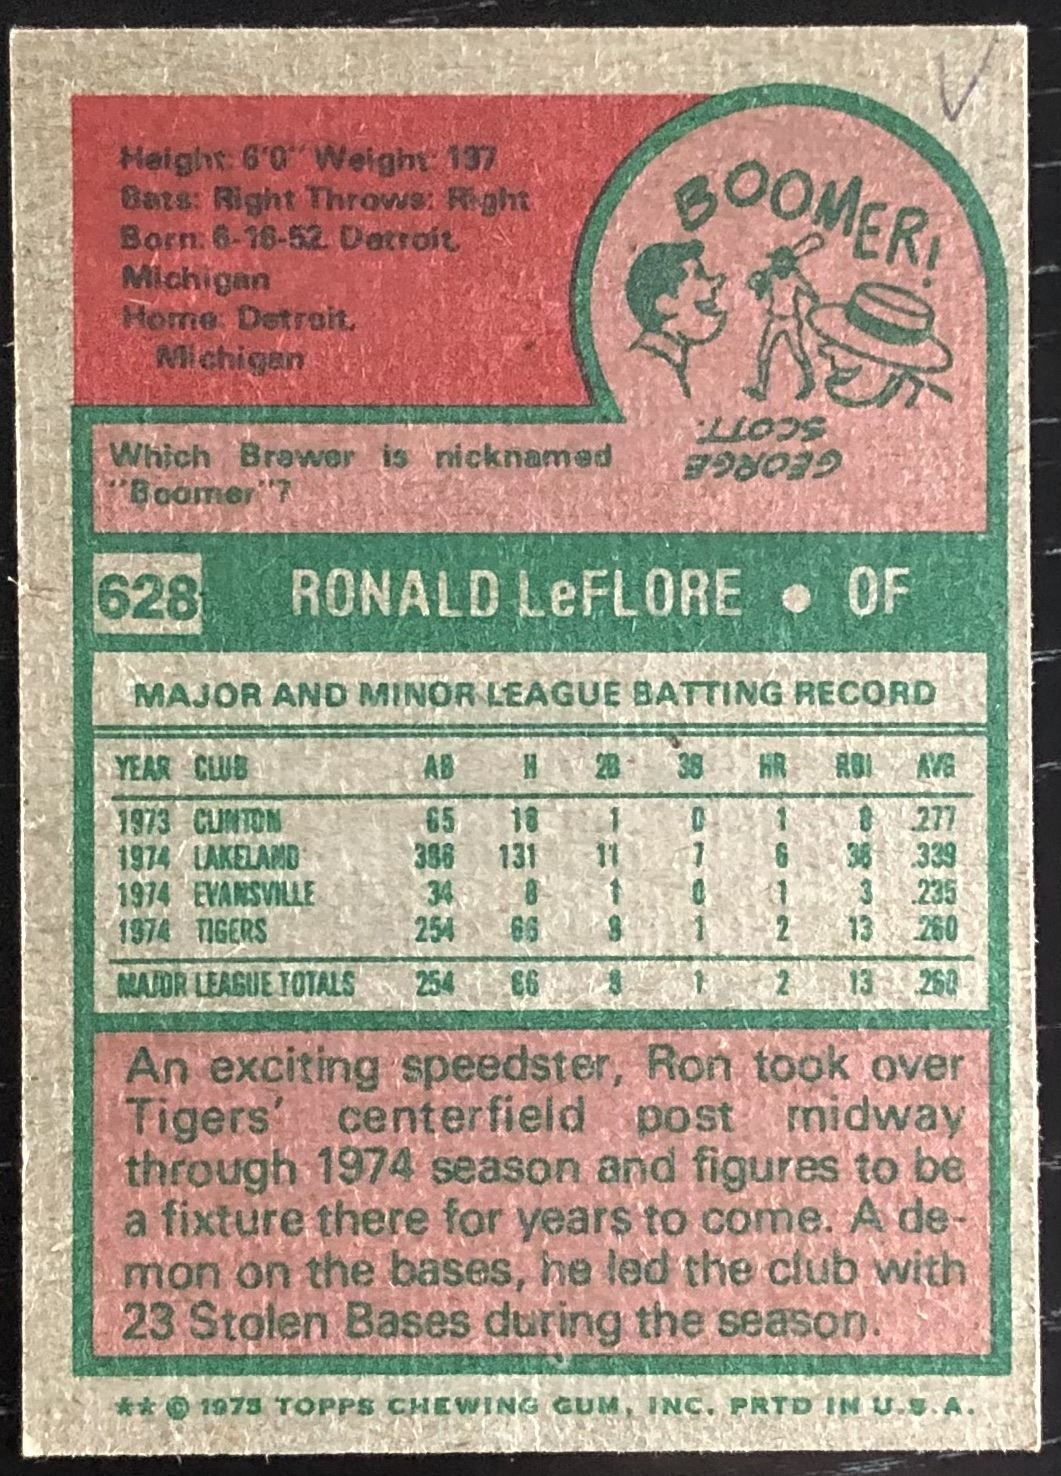 Height: 6'0" Weight: 197
Bats: Right Throws: Right
Born: 6-16-52 Detroit,
Michigan
Home: Detroit,
Michigan
BOOMER!
GEORGE
SCOTT.
Which Brewer is nicknamed
"Boomer"?
628 RONALD LeFLORE • OF
MAJOR AND MINOR LEAGUE BATTING RECORD
YEAR CLUB AB H 2B 3B HR RBI AVG
1973 CLINTON 65 18 1 0 1 8 .277
1974 LAKELAND 386 131 11 7 6 38 .339
1974 EVANSVILLE 34 8 1 0 1 3 .235
1974 TIGERS 254 66 8 1 2 13 .260
MAJOR LEAGUE TOTALS 254 66 8 1 2 13 .260
An exciting speedster, Ron took over
Tigers' centerfield post midway
through 1974 season and figures to be
a fixture there for years to come. A de-
mon on the bases, he led the club with
23 Stolen Bases during the season.
** © 1975 TOPPS CHEWING GUM, INC. PRTD IN U.S.A.